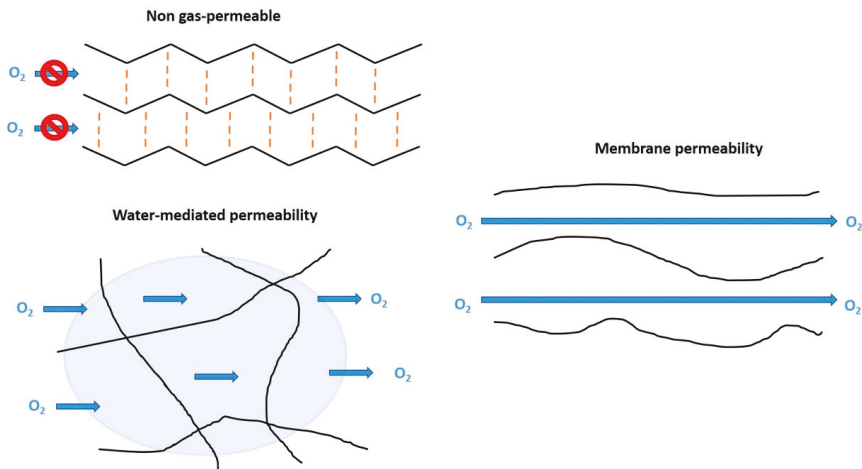 Non gas-permeable
O₂
O₂
Water-mediated permeability
O₂
O₂
O₂
O₂
Membrane permeability
O₂
O₂
O₂
O₂